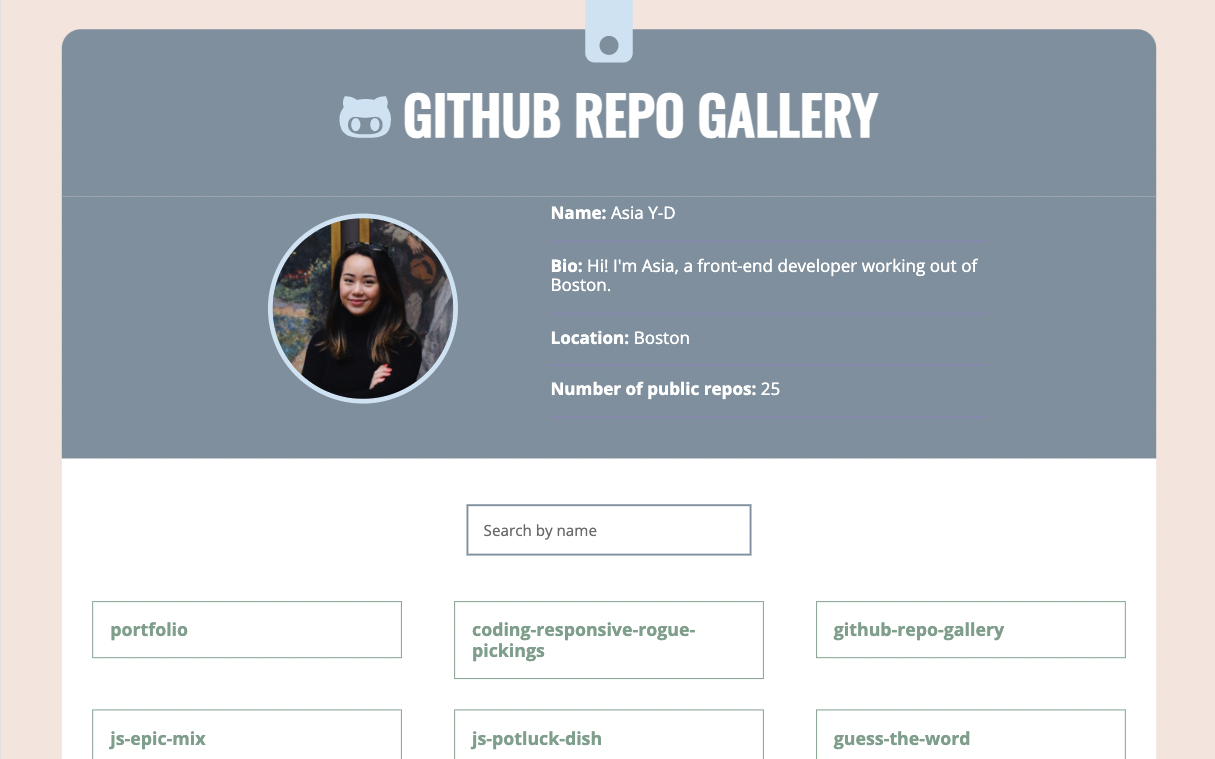 GITHUB REPO GALLERY
Name: Asia Y-D
Bio: Hi! I'm Asia, a front-end developer working out of
Boston.
Location: Boston
Number of public repos: 25
Search by name
portfolio
coding-responsive-rogue-
pickings
github-repo-gallery
js-epic-mix
js-potluck-dish
guess-the-word